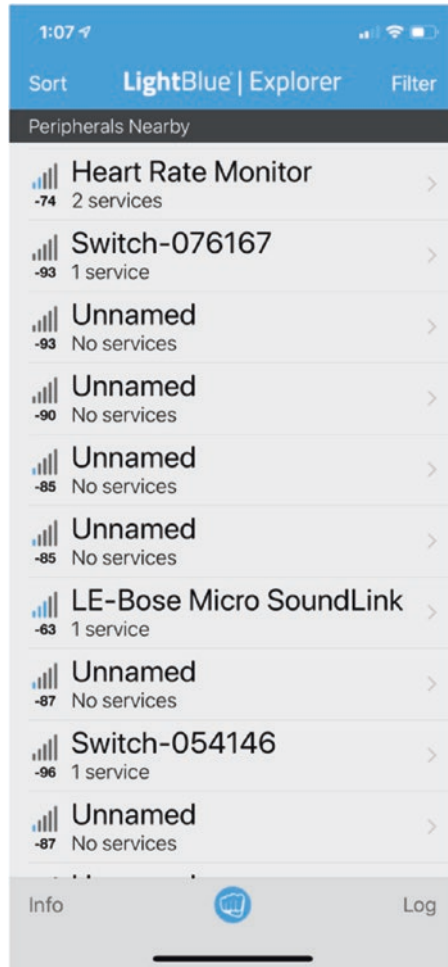 1:07
Sort LightBlue | Explorer Filter
Peripherals Nearby
Heart Rate Monitor
-74 2 services
Switch-076167
-93 1 service
Unnamed
-93 No services
Unnamed
-90 No services
Unnamed
-85 No services
Unnamed
-85 No services
LE-Bose Micro SoundLink
-63 1 service
Unnamed
-87 No services
Switch-054146
-96 1 service
Unnamed
-87 No services
Info Log